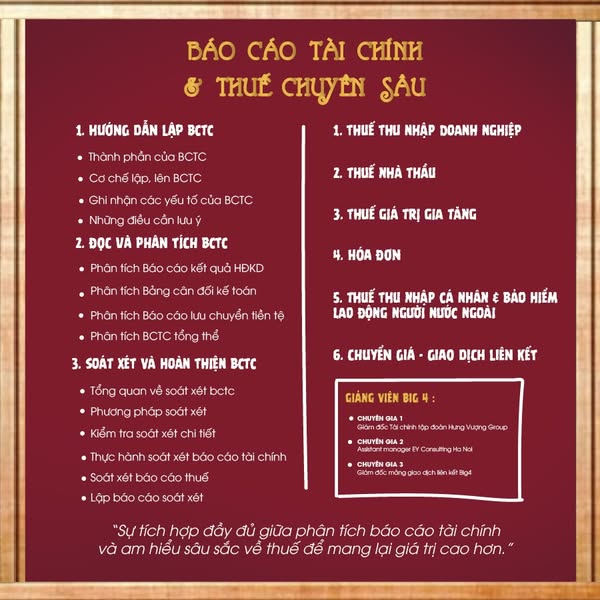 BÁO CÁO TÀI CHÍNH
& THUẾ CHUYÊN SÂU
1. HƯỚNG DẪN LẬP BCTC
• Thành phần của BCTC
• Cơ chế lập, lên BCTC
• Ghi nhận các yếu tố của BCTC
• Những điều cần lưu ý
2. ĐỌC VÀ PHÂN TÍCH BCTC
• Phân tích Báo cáo kết quả HĐKD
• Phân tích Bảng cân đối kế toán
• Phân tích Báo cáo lưu chuyển tiền tệ
• Phân tích BCTC tổng thể
3. SOÁT XÉT VÀ HOÀN THIỆN BCTC
• Tổng quan về soát xét bctc
• Phương pháp soát xét
• Kiểm tra soát xét chi tiết
• Thực hành soát xét báo cáo tài chính
• Soát xét báo cáo thuế
• Lập báo cáo soát xét
1. THUẾ THU NHẬP DOANH NGHIỆP
2. THUẾ NHÀ THẦU
3. THUẾ GIÁ TRỊ GIA TĂNG
4. HÓA ĐƠN
5. THUẾ THU NHẬP CÁ NHÂN & BẢO HIỂM
LAO ĐỘNG NGƯỜI NƯỚC NGOÀI
6. CHUYỂN GIÁ - GIAO DỊCH LIÊN KẾT
GIẢNG VIÊN BIG 4 :
• CHUYÊN GIA 1
Giám đốc Tài chính tập đoàn Hưng Vượng Group
• CHUYÊN GIA 2
Assistant manager EY Consulting Ha Noi
• CHUYÊN GIA 3
Giám đốc mảng giao dịch liên kết Big4
"Sự tích hợp đầy đủ giữa phân tích báo cáo tài chính
và am hiểu sâu sắc về thuế để mang lại giá trị cao hơn."